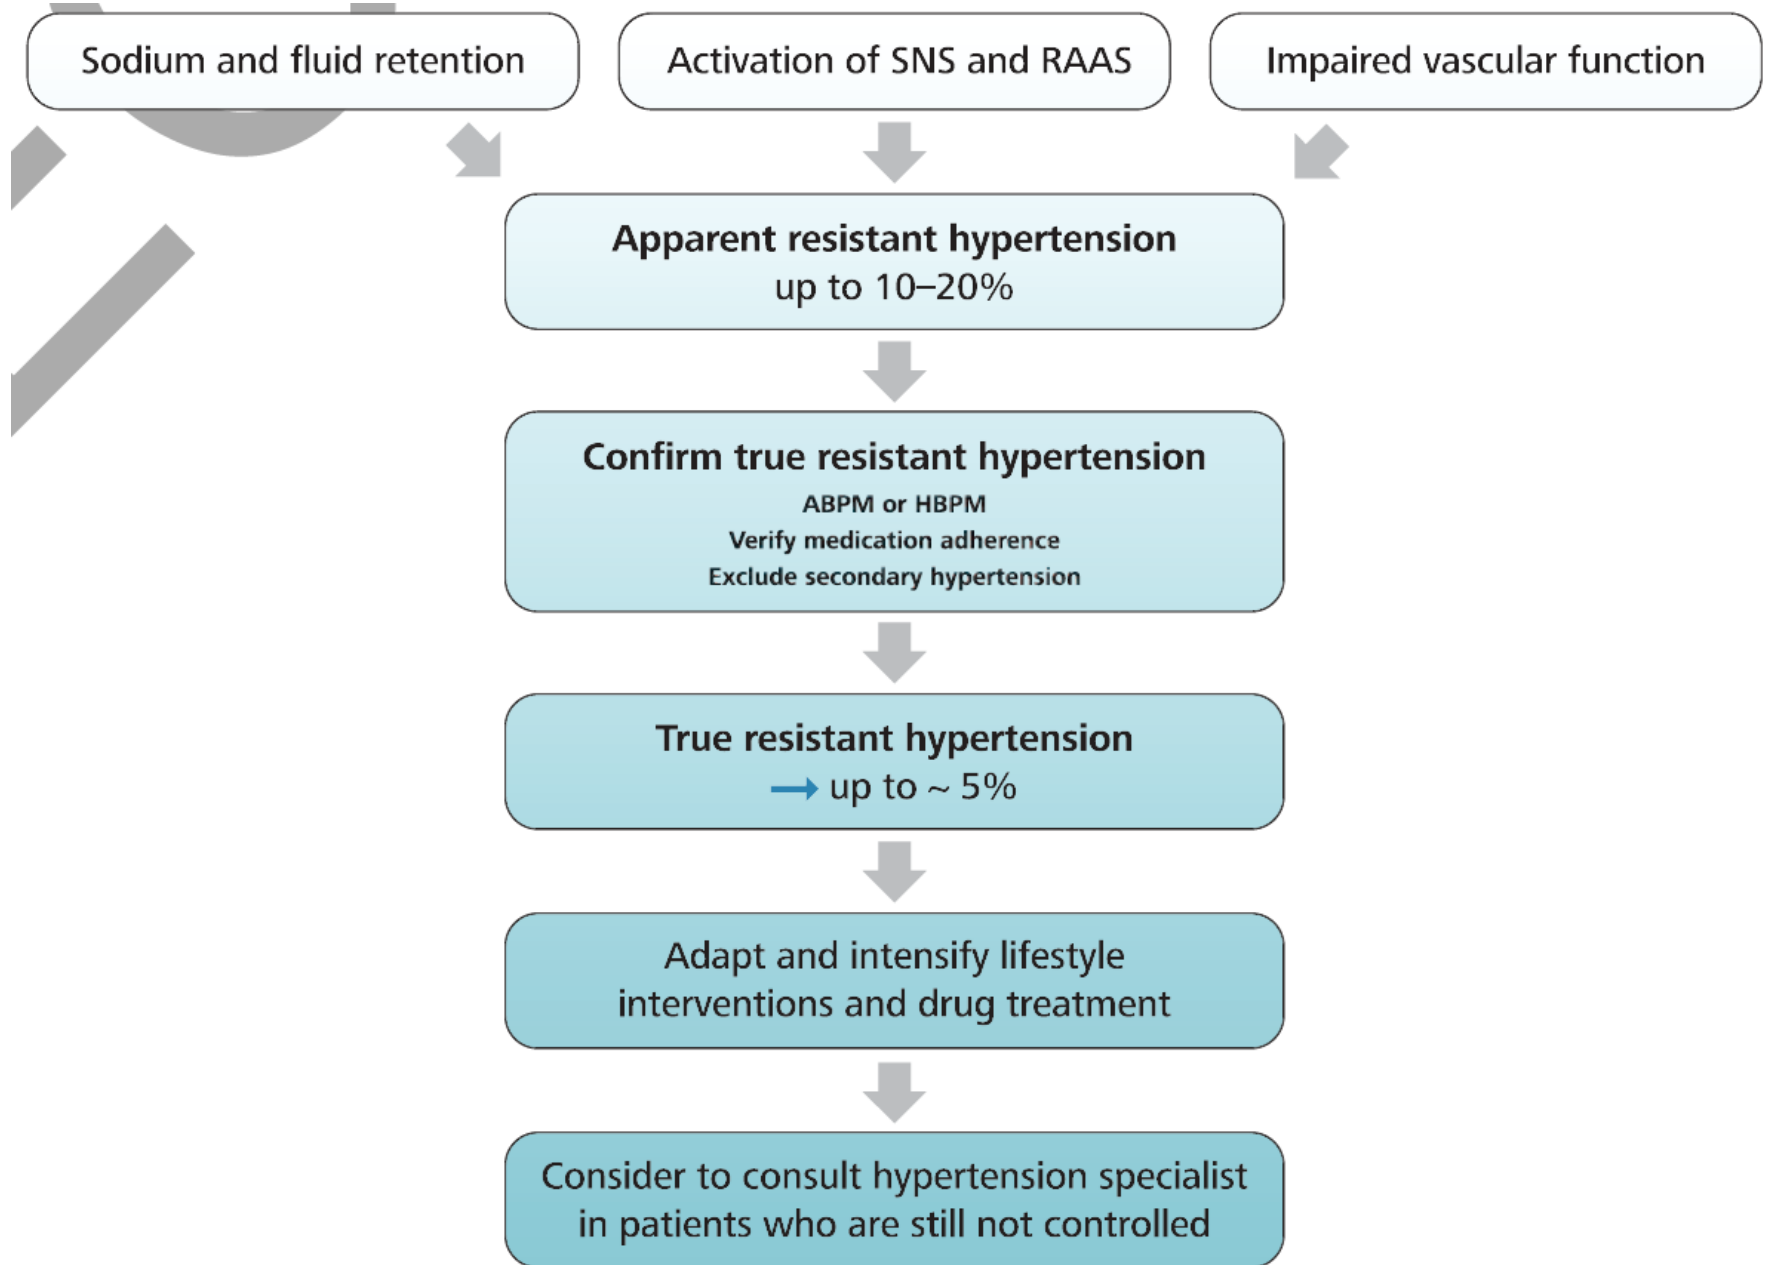 Sodium and fluid retention
Activation of SNS and RAAS
Impaired vascular function
Apparent resistant hypertension
up to 10–20%
Confirm true resistant hypertension
ABPM or HBPM
Verify medication adherence
Exclude secondary hypertension
True resistant hypertension
→ up to ~ 5%
Adapt and intensify lifestyle
interventions and drug treatment
Consider to consult hypertension specialist
in patients who are still not controlled